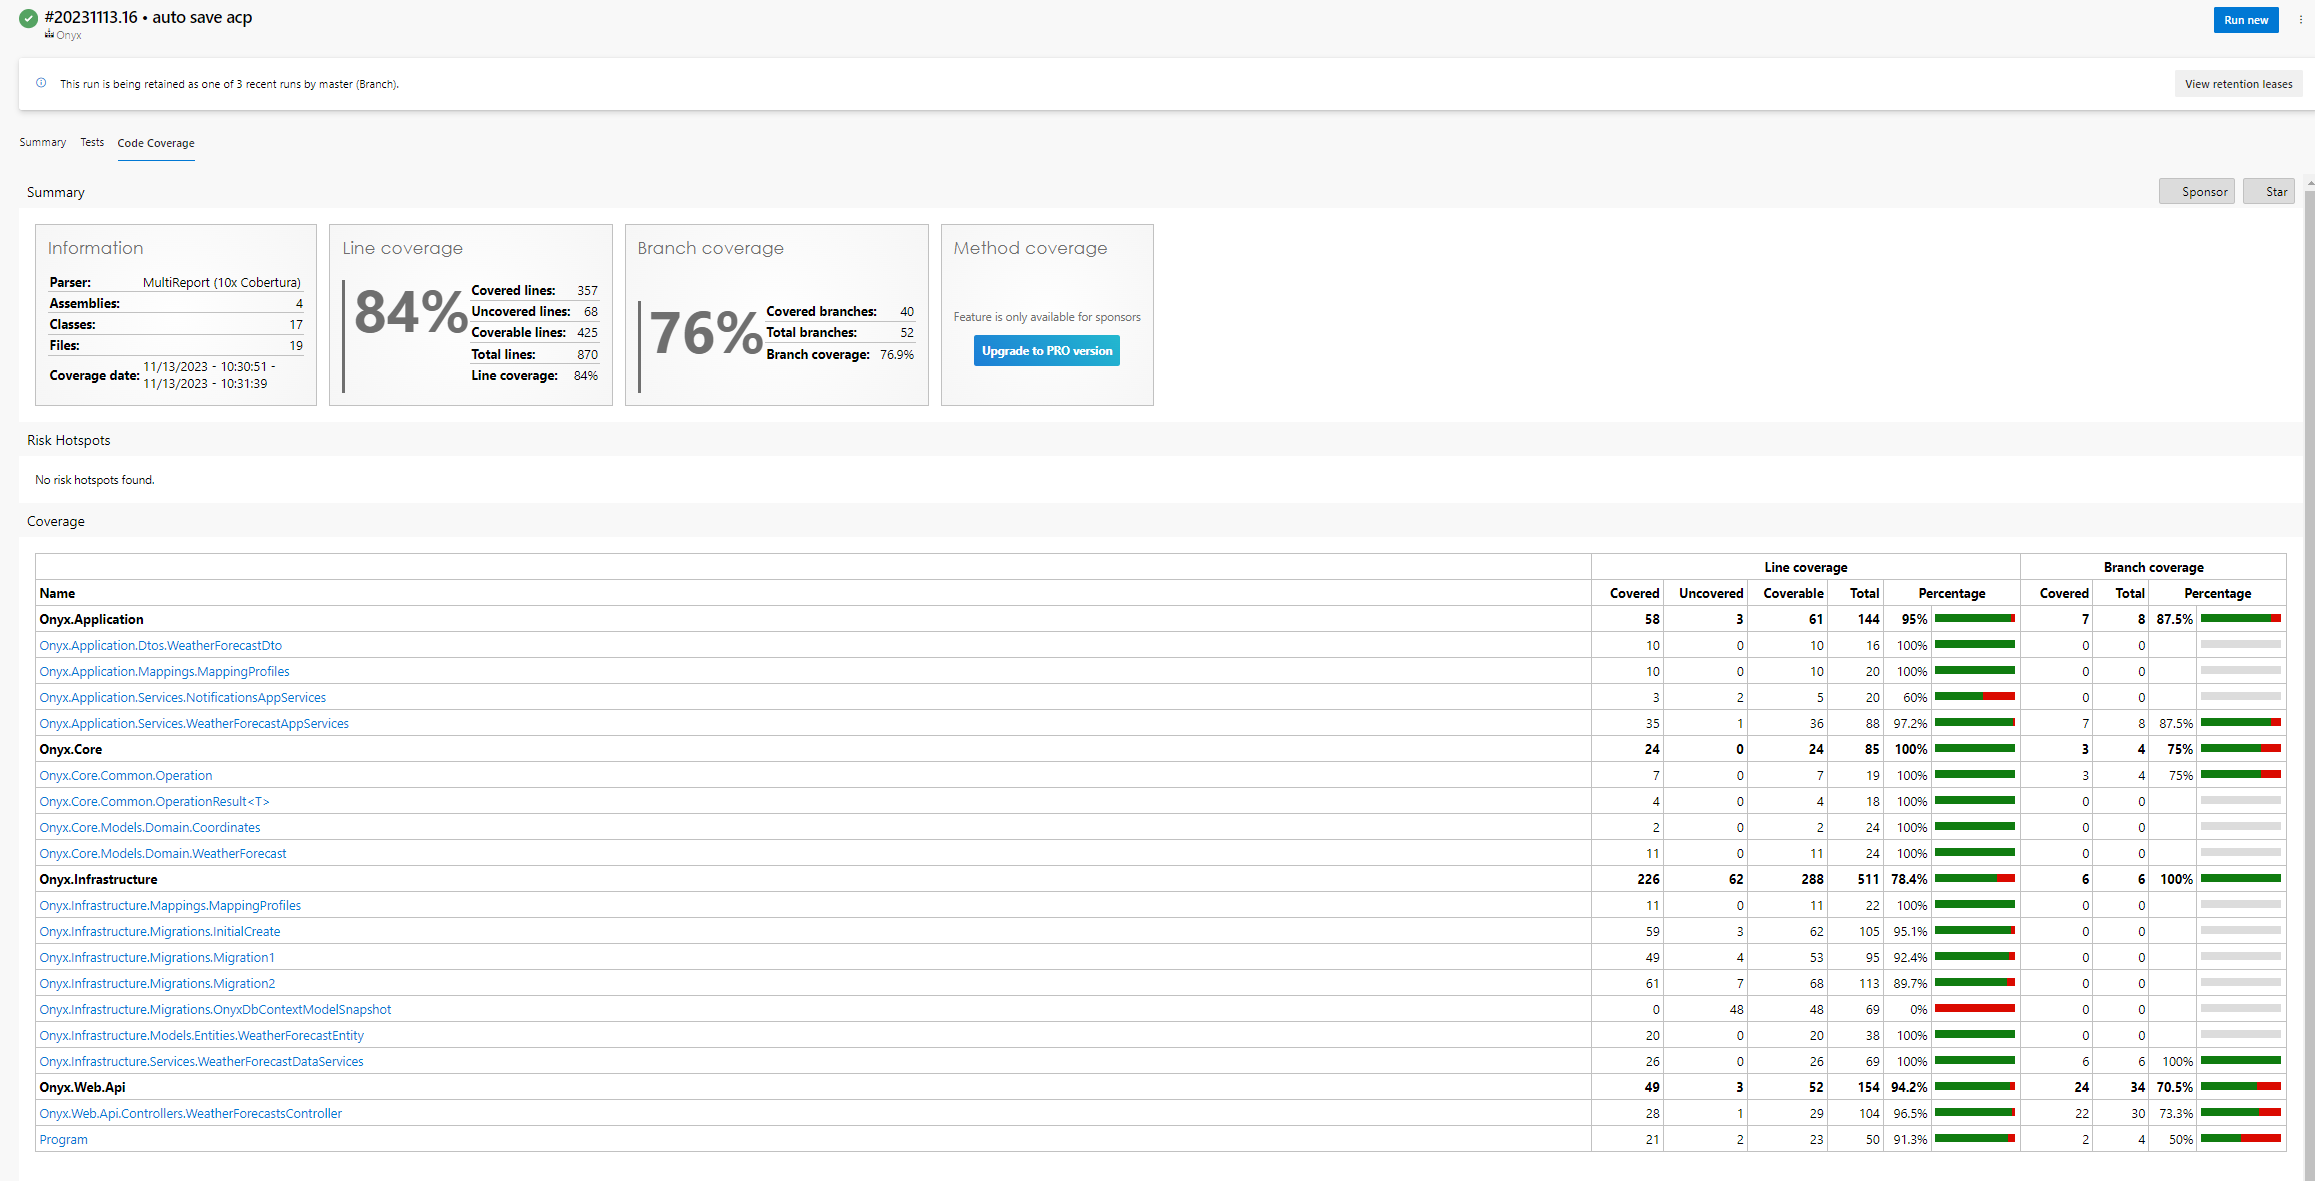 #20231113.16 • auto save acp
Onyx
Run new
This run is being retained as one of 3 recent runs by master (Branch).
View retention leases
Summary Tests Code Coverage
Summary
Sponsor Star
Information
Parser: MultiReport (10x Cobertura)
Assemblies: 4
Classes: 17
Files: 19
Coverage date: 11/13/2023 - 10:30:51 -
11/13/2023 - 10:31:39
Line coverage
84%
Covered lines: 357
Uncovered lines: 68
Coverable lines: 425
Total lines: 870
Line coverage: 84%
Branch coverage
76%
Covered branches: 40
Total branches: 52
Branch coverage: 76.9%
Method coverage
Feature is only available for sponsors
Upgrade to PRO version
Risk Hotspots
No risk hotspots found.
Coverage
Line coverage Branch coverage
Name Covered Uncovered Coverable Total Percentage Covered Total Percentage
Onyx.Application 58 3 61 144 95% 7 8 87.5%
Onyx.Application.Dtos.WeatherForecastDto 10 0 10 16 100% 0 0
Onyx.Application.Mappings.MappingProfiles 10 0 10 20 100% 0 0
Onyx.Application.Services.NotificationsAppServices 3 2 5 20 60% 0 0
Onyx.Application.Services.WeatherForecastAppServices 35 1 36 88 97.2% 7 8 87.5%
Onyx.Core 24 0 24 85 100% 3 4 75%
Onyx.Core.Common.Operation 7 0 7 19 100% 3 4 75%
Onyx.Core.Common.OperationResult<T> 4 0 4 18 100% 0 0
Onyx.Core.Models.Domain.Coordinates 2 0 2 24 100% 0 0
Onyx.Core.Models.Domain.WeatherForecast 11 0 11 24 100% 0 0
Onyx.Infrastructure 226 62 288 511 78.4% 6 6 100%
Onyx.Infrastructure.Mappings.MappingProfiles 11 0 11 22 100% 0 0
Onyx.Infrastructure.Migrations.InitialCreate 59 3 62 105 95.1% 0 0
Onyx.Infrastructure.Migrations.Migration1 49 4 53 95 92.4% 0 0
Onyx.Infrastructure.Migrations.Migration2 61 7 68 113 89.7% 0 0
Onyx.Infrastructure.Migrations.OnyxDbContextModelSnapshot 0 48 48 69 0% 0 0
Onyx.Infrastructure.Models.Entities.WeatherForecastEntity 20 0 20 38 100% 0 0
Onyx.Infrastructure.Services.WeatherForecastDataServices 26 0 26 69 100% 6 6 100%
Onyx.Web.Api 49 3 52 154 94.2% 24 34 70.5%
Onyx.Web.Api.Controllers.WeatherForecastsController 28 1 29 104 96.5% 22 30 73.3%
Program 21 2 23 50 91.3% 2 4 50%